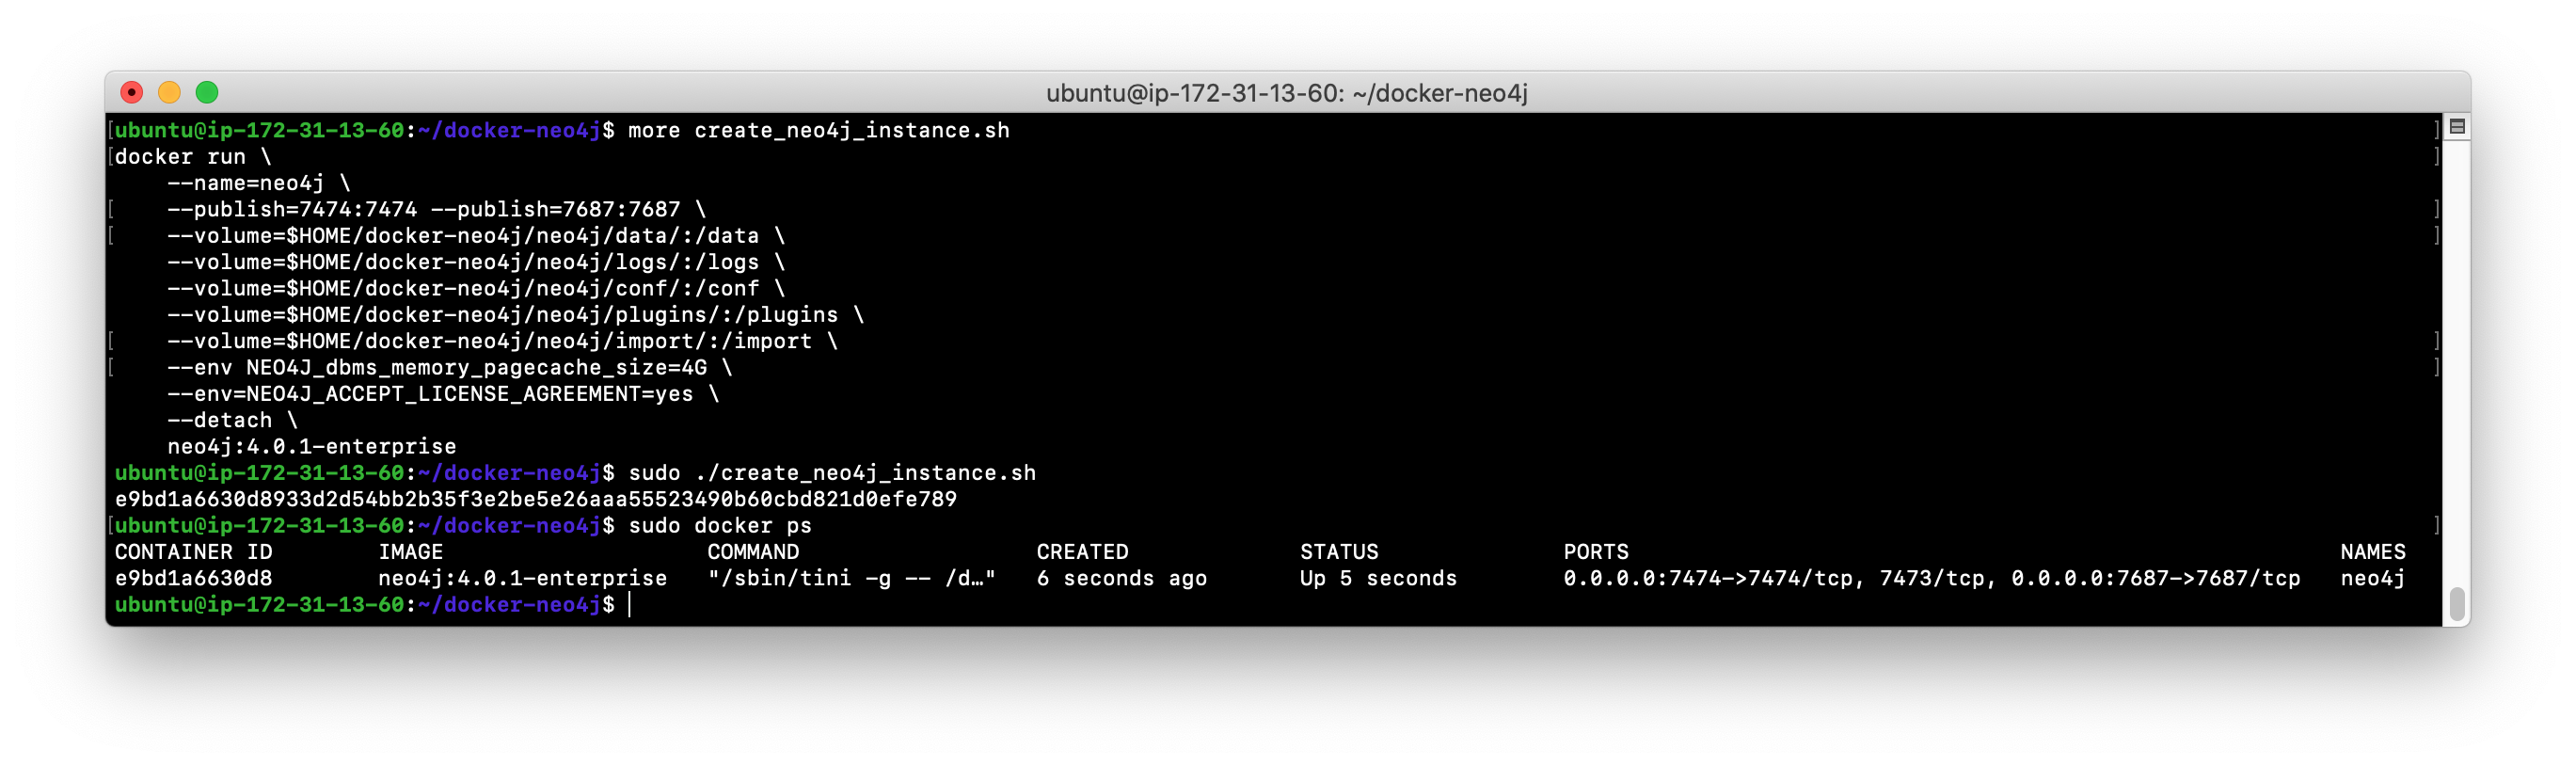 ubuntu@ip-172-31-13-60: ~/docker-neo4j
[ubuntu@ip-172-31-13-60:~/docker-neo4j$ more create_neo4j_instance.sh ]
[docker run \ ]
    --name=neo4j \
[    --publish=7474:7474 --publish=7687:7687 \ ]
[    --volume=$HOME/docker-neo4j/neo4j/data/:/data \ ]
    --volume=$HOME/docker-neo4j/neo4j/logs/:/logs \
    --volume=$HOME/docker-neo4j/neo4j/conf/:/conf \
    --volume=$HOME/docker-neo4j/neo4j/plugins/:/plugins \
[    --volume=$HOME/docker-neo4j/neo4j/import/:/import \ ]
[    --env NEO4J_dbms_memory_pagecache_size=4G \ ]
    --env=NEO4J_ACCEPT_LICENSE_AGREEMENT=yes \
    --detach \
    neo4j:4.0.1-enterprise
ubuntu@ip-172-31-13-60:~/docker-neo4j$ sudo ./create_neo4j_instance.sh
e9bd1a6630d8933d2d54bb2b35f3e2be5e26aaa55523490b60cbd821d0efe789
[ubuntu@ip-172-31-13-60:~/docker-neo4j$ sudo docker ps ]
CONTAINER ID        IMAGE                    COMMAND                  CREATED             STATUS              PORTS                                                      NAMES
e9bd1a6630d8        neo4j:4.0.1-enterprise   "/sbin/tini -g -- /d…"   6 seconds ago       Up 5 seconds        0.0.0.0:7474->7474/tcp, 7473/tcp, 0.0.0.0:7687->7687/tcp   neo4j
ubuntu@ip-172-31-13-60:~/docker-neo4j$